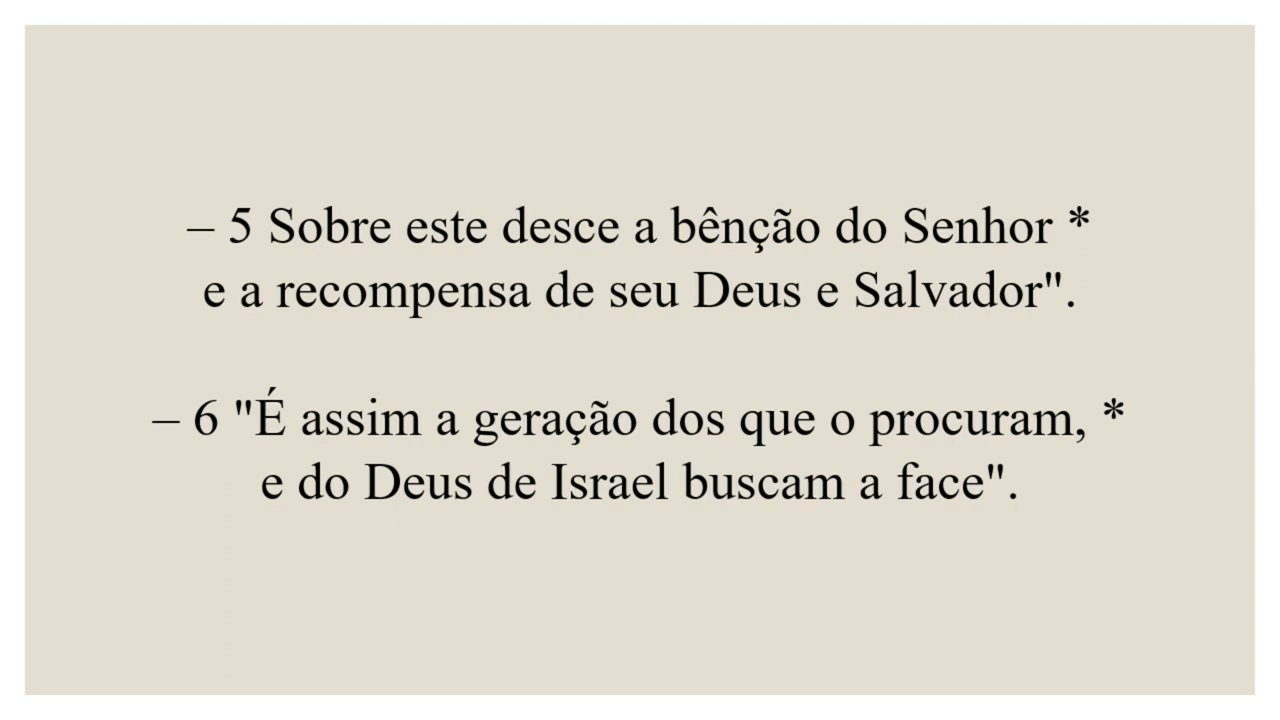 – 5 Sobre este desce a bênção do Senhor *
e a recompensa de seu Deus e Salvador".
– 6 "É assim a geração dos que o procuram, *
e do Deus de Israel buscam a face".